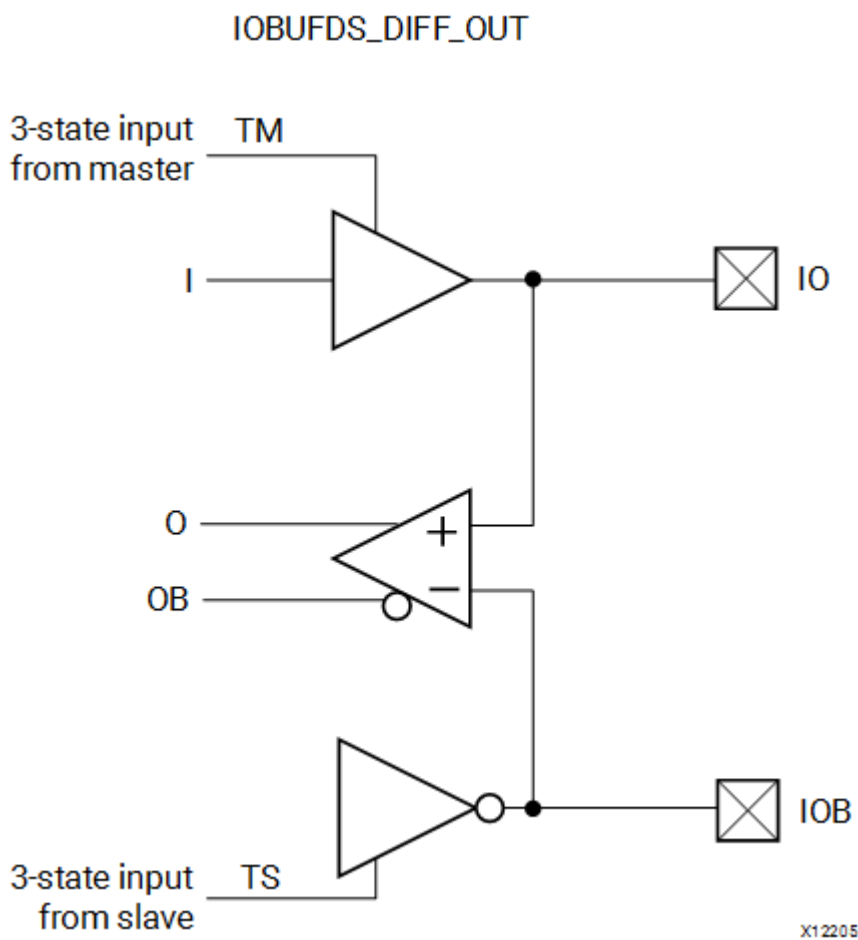 IOBUFDS_DIFF_OUT
3-state input
from master
TM
I
IO
O
+
OB
−
IOB
3-state input
from slave
TS
X12205